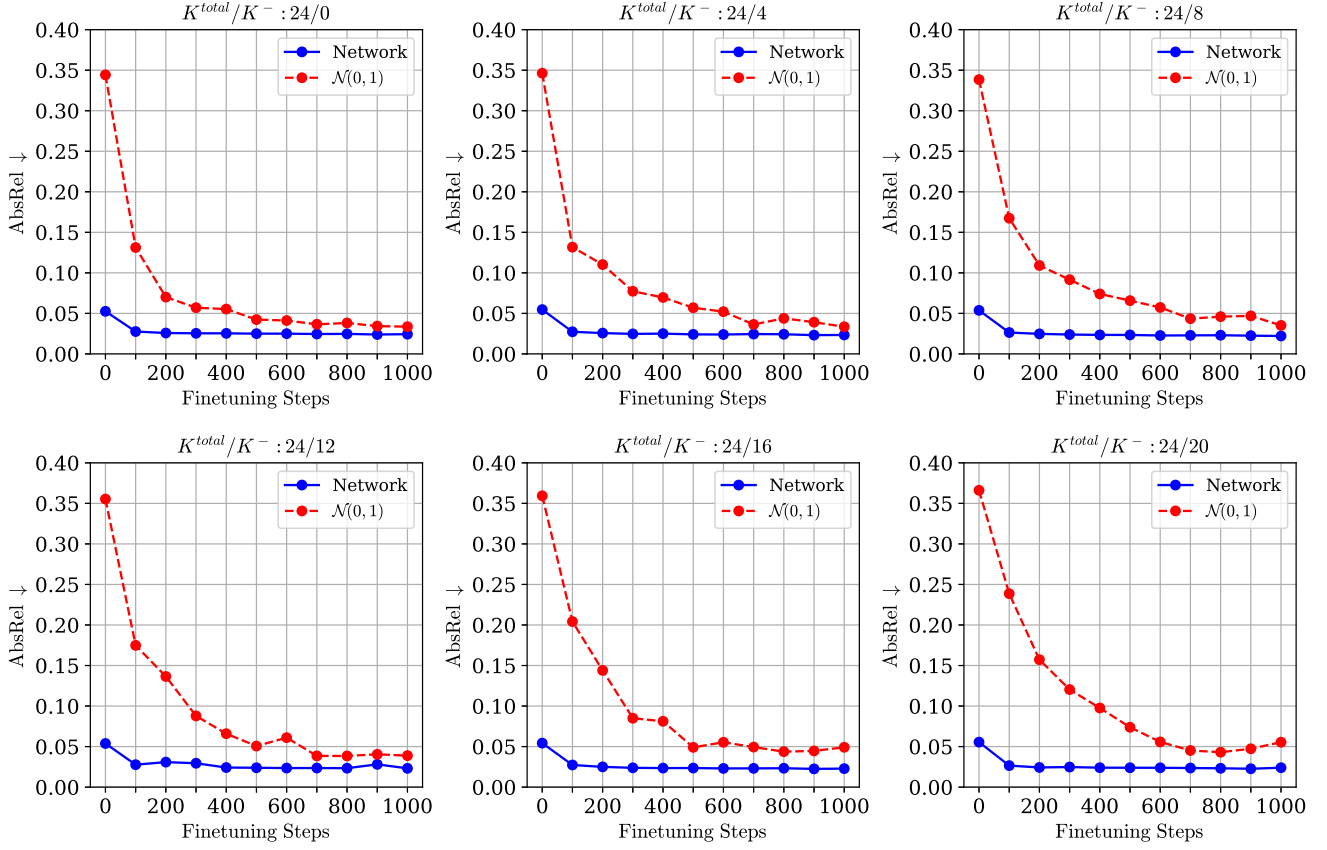 K^total/K^- : 24/0
0.40
0.35
0.30
0.25
0.20
0.15
0.10
0.05
0.00
AbsRel ↓
Network
N(0, 1)
0 200 400 600 800 1000
Finetuning Steps
K^total/K^- : 24/4
0.40
0.35
0.30
0.25
0.20
0.15
0.10
0.05
0.00
AbsRel ↓
Network
N(0, 1)
0 200 400 600 800 1000
Finetuning Steps
K^total/K^- : 24/8
0.40
0.35
0.30
0.25
0.20
0.15
0.10
0.05
0.00
AbsRel ↓
Network
N(0, 1)
0 200 400 600 800 1000
Finetuning Steps
K^total/K^- : 24/12
0.40
0.35
0.30
0.25
0.20
0.15
0.10
0.05
0.00
AbsRel ↓
Network
N(0, 1)
0 200 400 600 800 1000
Finetuning Steps
K^total/K^- : 24/16
0.40
0.35
0.30
0.25
0.20
0.15
0.10
0.05
0.00
AbsRel ↓
Network
N(0, 1)
0 200 400 600 800 1000
Finetuning Steps
K^total/K^- : 24/20
0.40
0.35
0.30
0.25
0.20
0.15
0.10
0.05
0.00
AbsRel ↓
Network
N(0, 1)
0 200 400 600 800 1000
Finetuning Steps